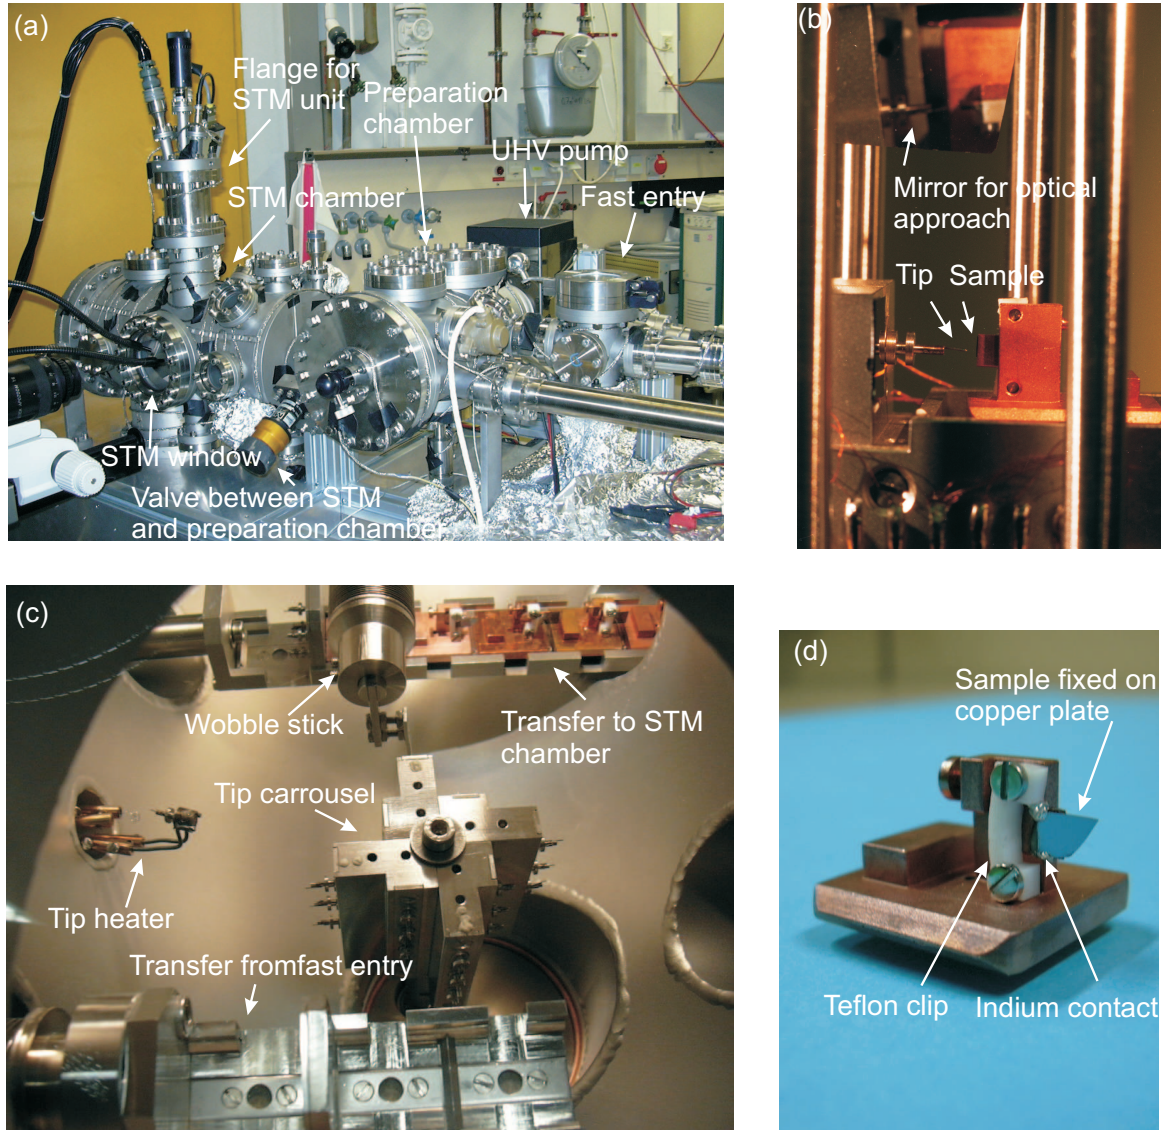 (a)
Flange for
STM unit
Preparation
chamber
UHV pump
STM chamber
Fast entry
STM window
Valve between STM
and preparation chamber
(b)
Mirror for optical
approach
Tip
Sample
(c)
Wobble stick
Transfer to STM
chamber
Tip carrousel
Tip heater
Transfer fromfast entry
(d)
Sample fixed on
copper plate
Teflon clip
Indium contact